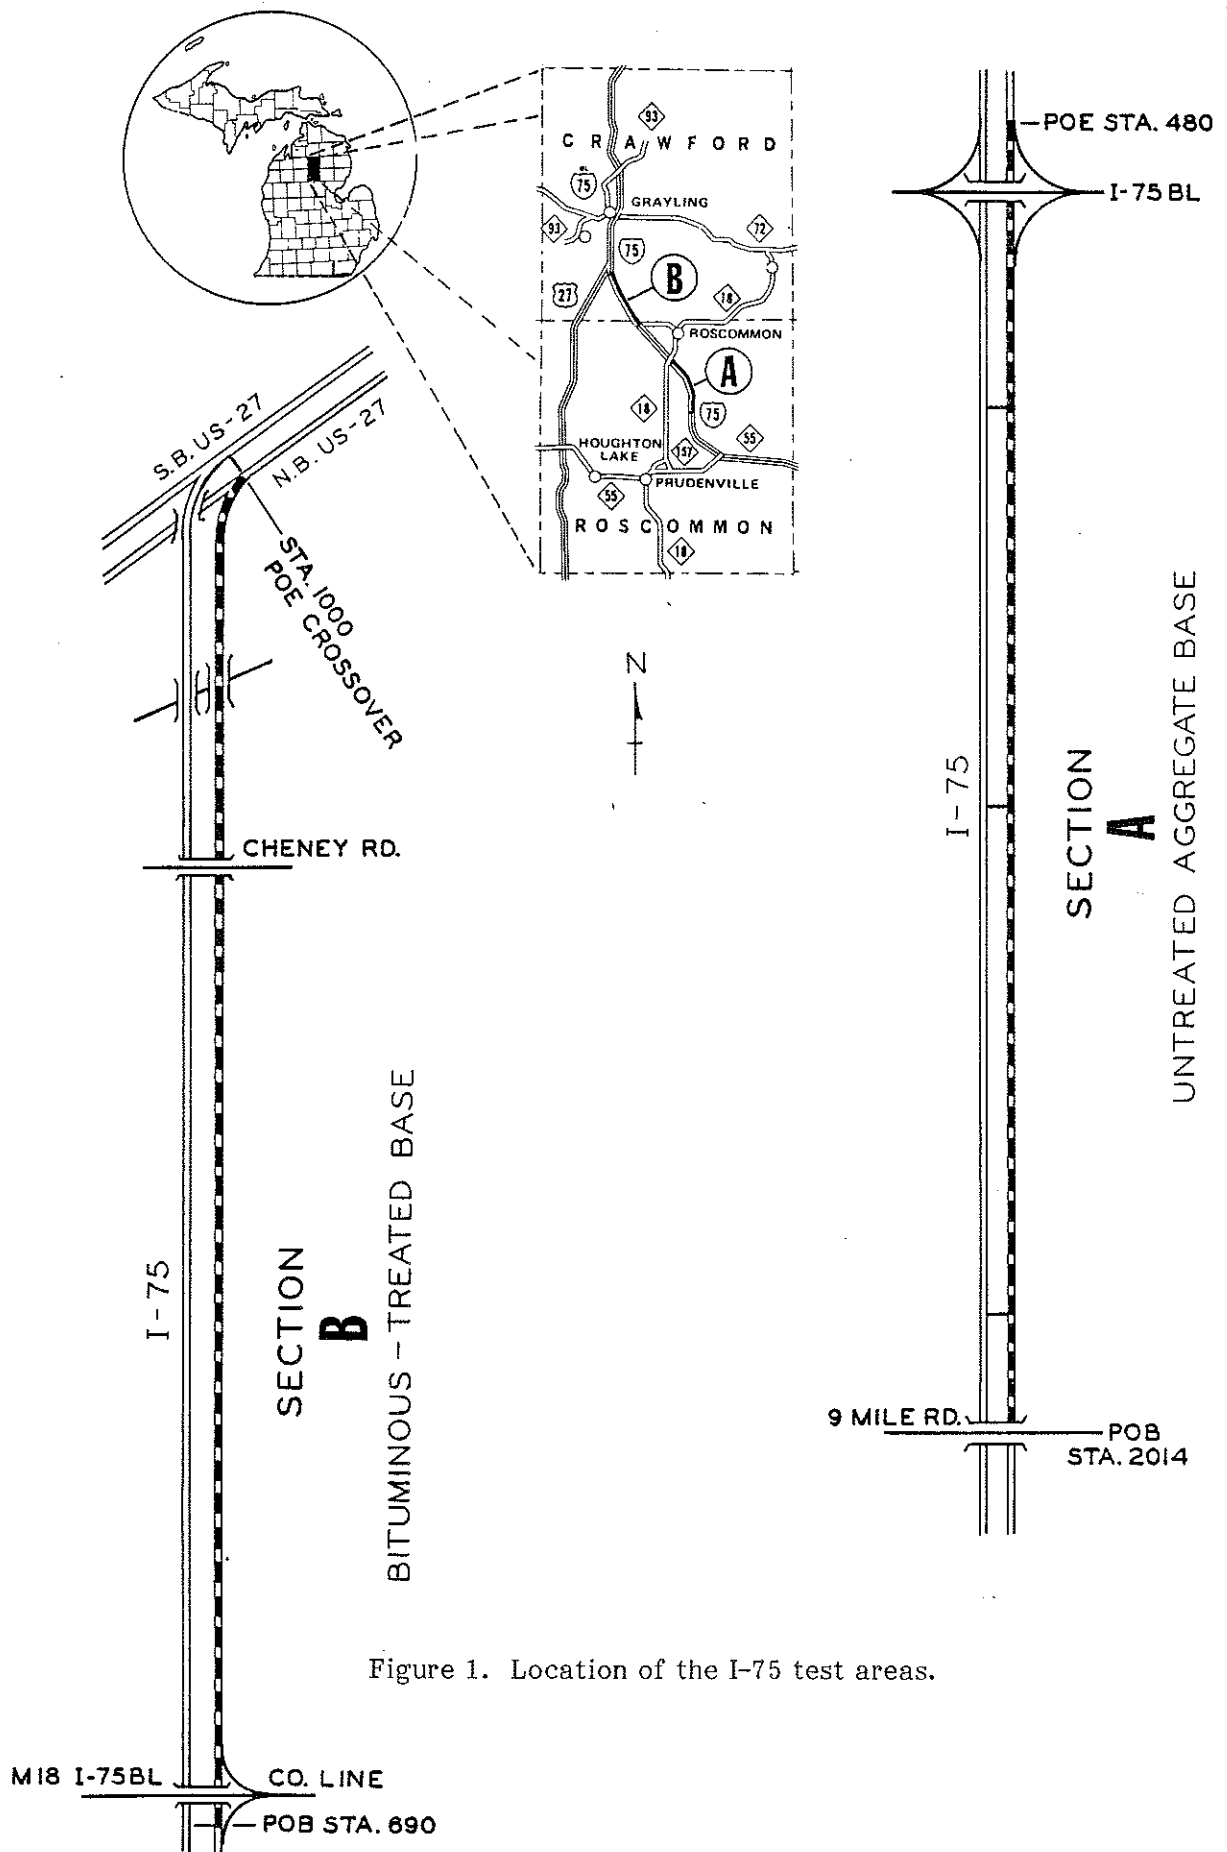 93
C R A W F O R D
BL
75
GRAYLING
93
72
75
B
27
18
ROSCOMMON
A
18
75
HOUGHTON
LAKE
157
55
PRUDENVILLE
55
R O S C O M M O N
18
POE STA. 480
I-75 BL
S.B. US-27
N.B. US-27
STA. 1000
POE CROSSOVER
N
CHENEY RD.
I-75
SECTION
B
BITUMINOUS - TREATED BASE
I-75
SECTION
A
UNTREATED AGGREGATE BASE
9 MILE RD.
POB
STA. 2014
Figure 1. Location of the I-75 test areas.
M18 I-75BL
CO. LINE
POB STA. 690